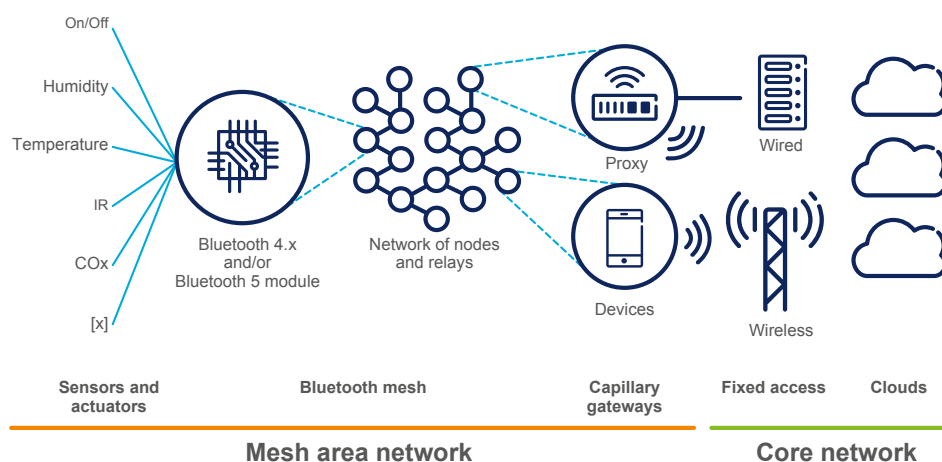 On/Off
Humidity
Temperature
IR
COx
[x]
Bluetooth 4.x
and/or
Bluetooth 5 module
Network of nodes
and relays
Proxy
Devices
Wired
Wireless
Sensors and
actuators
Bluetooth mesh
Capillary
gateways
Fixed access
Clouds
Mesh area network
Core network